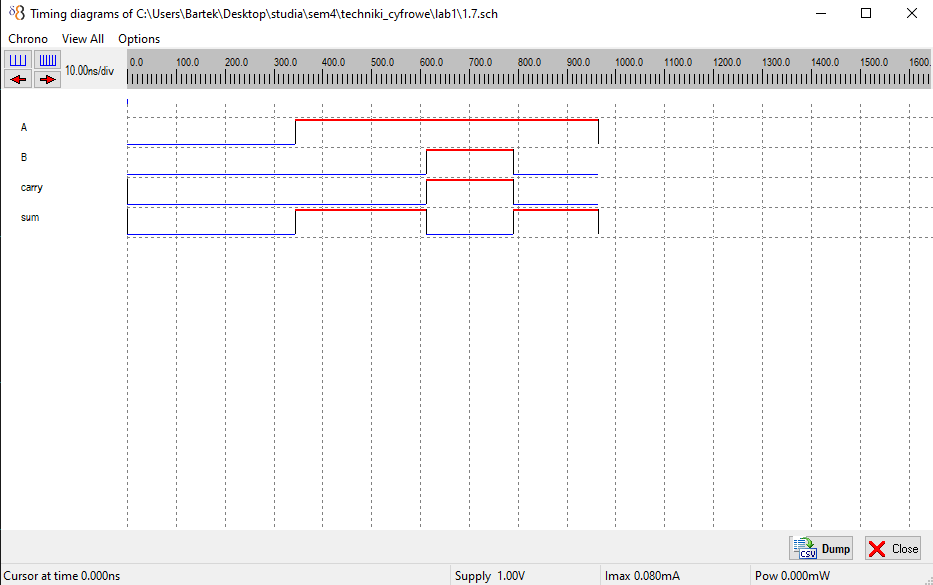 Timing diagrams of C:\Users\Bartek\Desktop\studia\sem4\techniki_cyfrowe\lab1\1.7.sch
Chrono View All Options
10.00ns/div 0.0 100.0 200.0 300.0 400.0 500.0 600.0 700.0 800.0 900.0 1000.0 1100.0 1200.0 1300.0 1400.0 1500.0 1600.
A
B
carry
sum
CSV Dump Close
Cursor at time 0.000ns Supply 1.00V Imax 0.080mA Pow 0.000mW